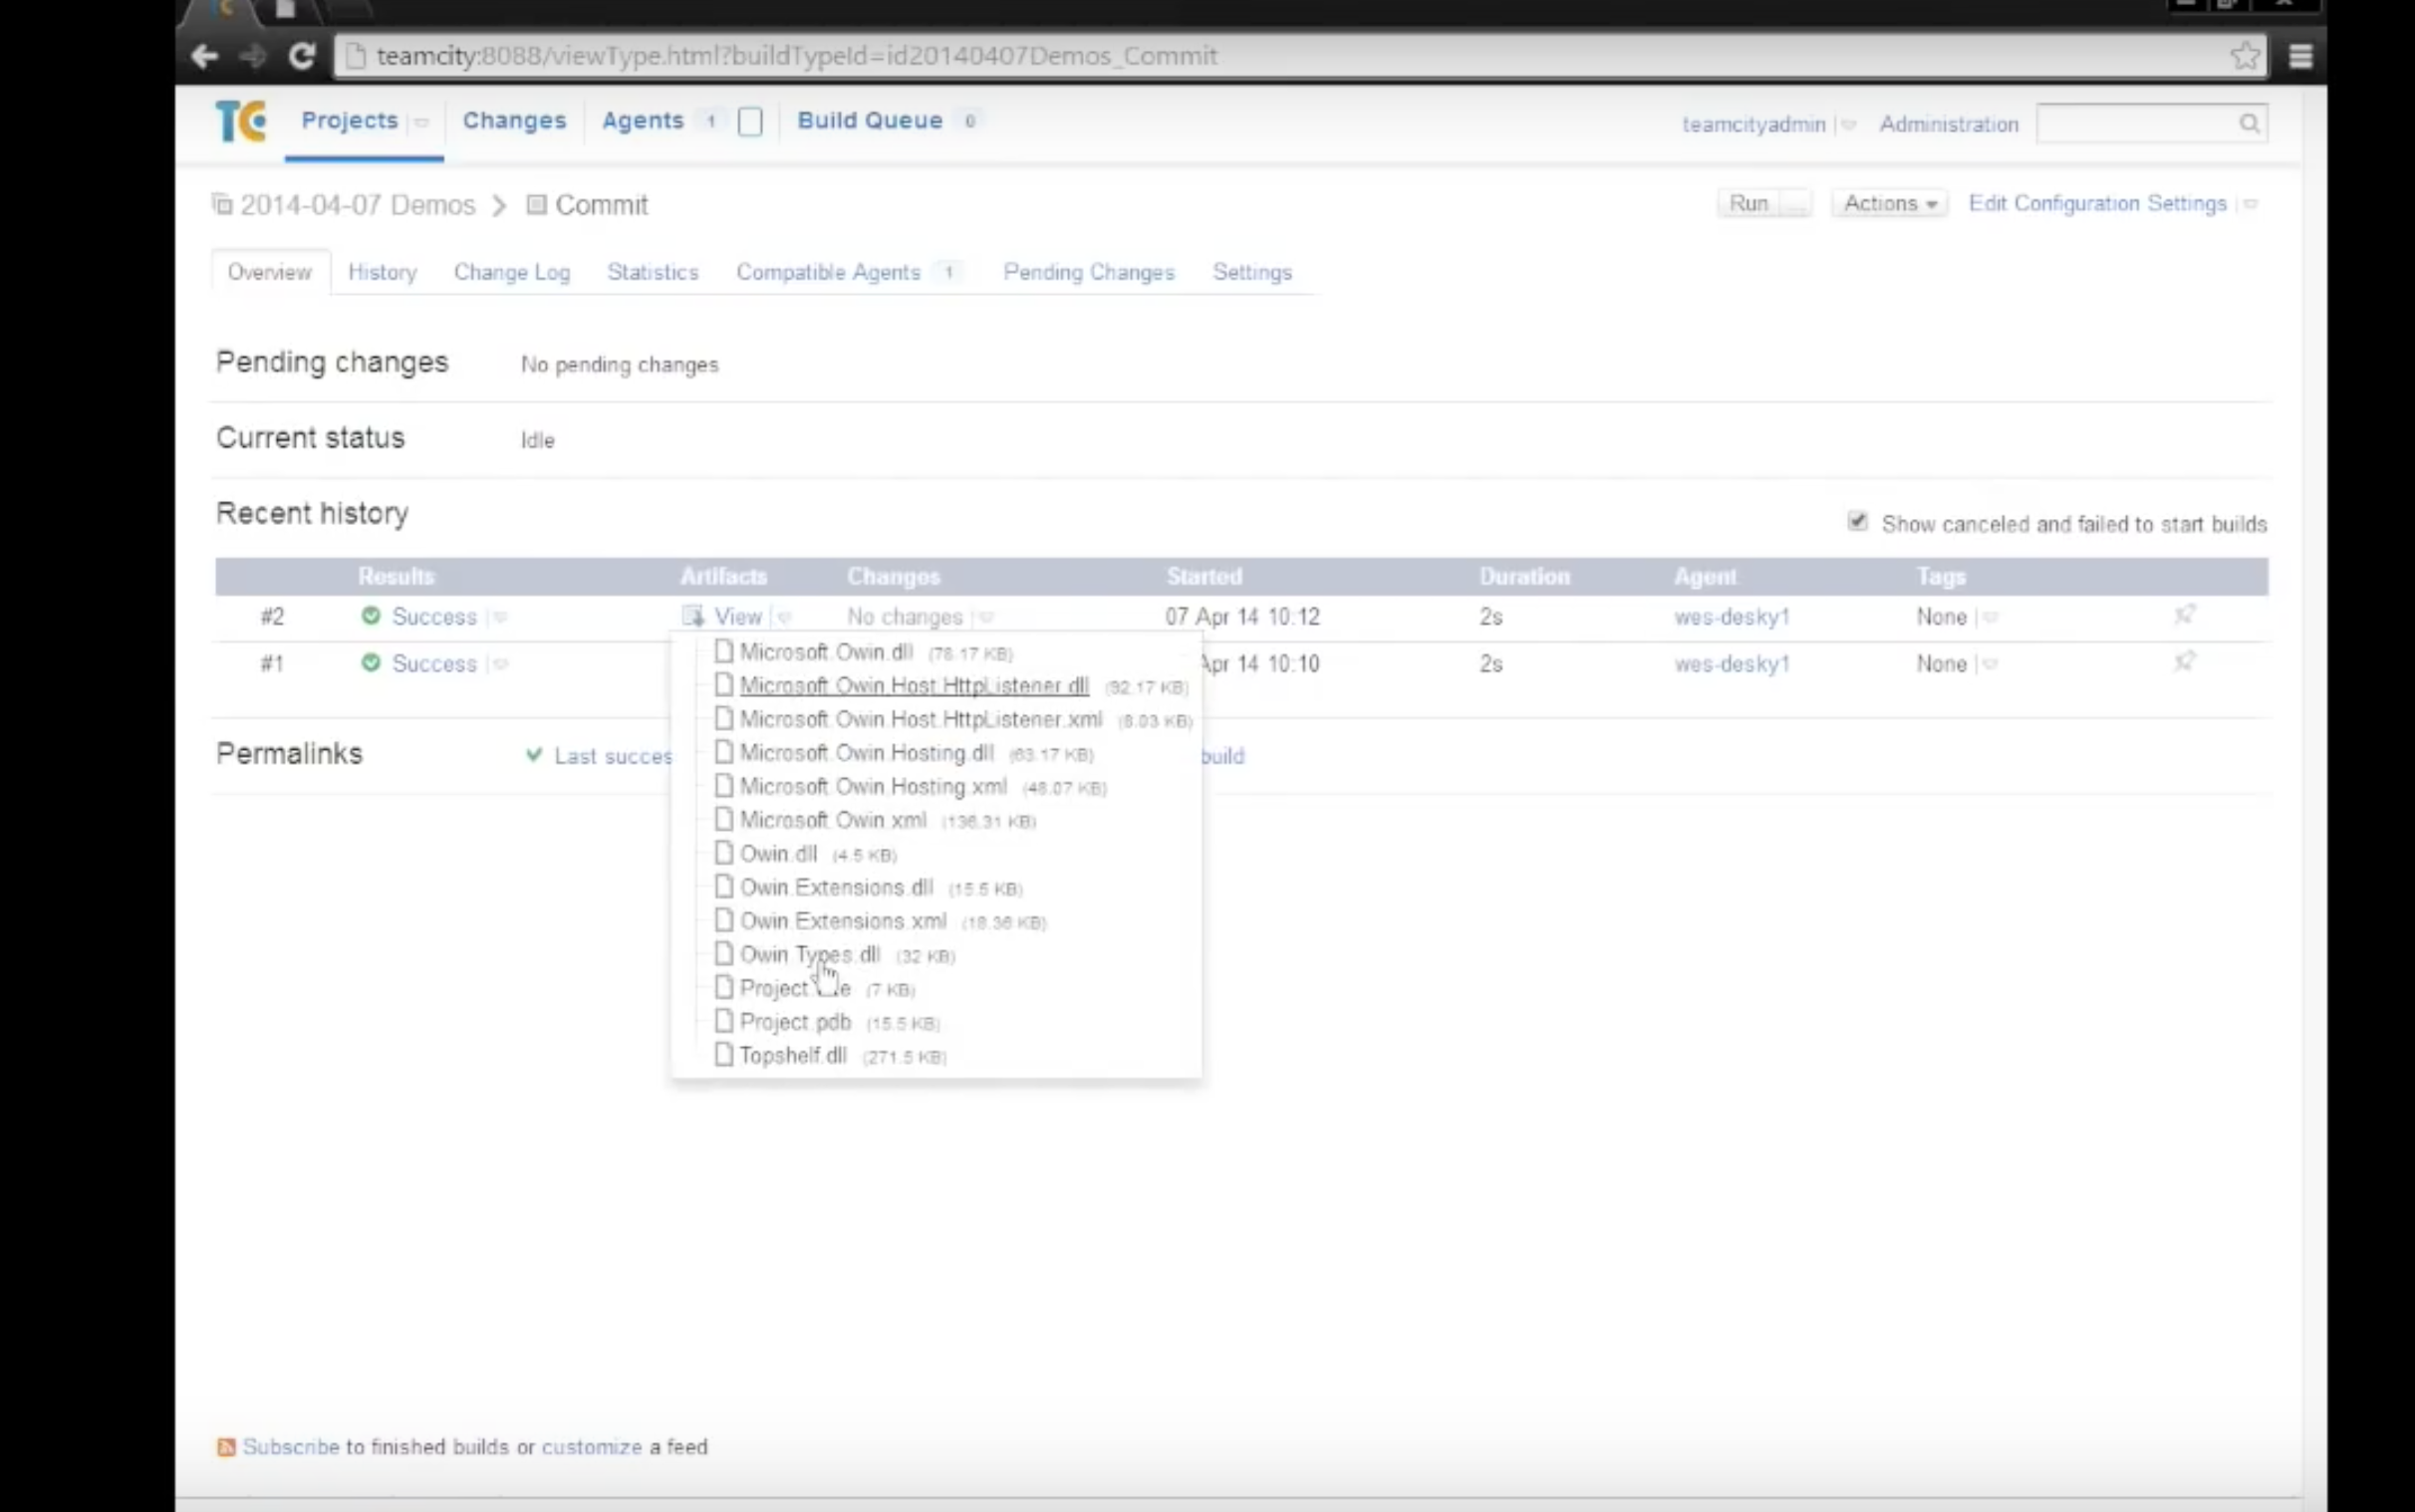 teamcity:8088/viewType.html?buildTypeId=id20140407Demos_Commit
TC Projects Changes Agents 1 Build Queue 0 teamcityadmin Administration
2014-04-07 Demos > Commit Run ... Actions Edit Configuration Settings
Overview History Change Log Statistics Compatible Agents 1 Pending Changes Settings
Pending changes No pending changes
Current status Idle
Recent history Show canceled and failed to start builds
Results Artifacts Changes Started Duration Agent Tags
#2 Success View No changes 07 Apr 14 10:12 2s wes-desky1 None
#1 Success Apr 14 10:10 2s wes-desky1 None
Microsoft.Owin.dll (78.17 KB)
Microsoft.Owin.Host.HttpListener.dll (92.17 KB)
Microsoft.Owin.Host.HttpListener.xml (8.03 KB)
Microsoft.Owin.Hosting.dll (63.17 KB)
Microsoft.Owin.Hosting.xml (48.07 KB)
Microsoft.Owin.xml (136.31 KB)
Owin.dll (4.5 KB)
Owin.Extensions.dll (15.5 KB)
Owin.Extensions.xml (18.36 KB)
Owin.Types.dll (32 KB)
Project (7 KB)
Project.pdb (15.5 KB)
Topshelf.dll (271.5 KB)
Permalinks Last succes build
Subscribe to finished builds or customize a feed